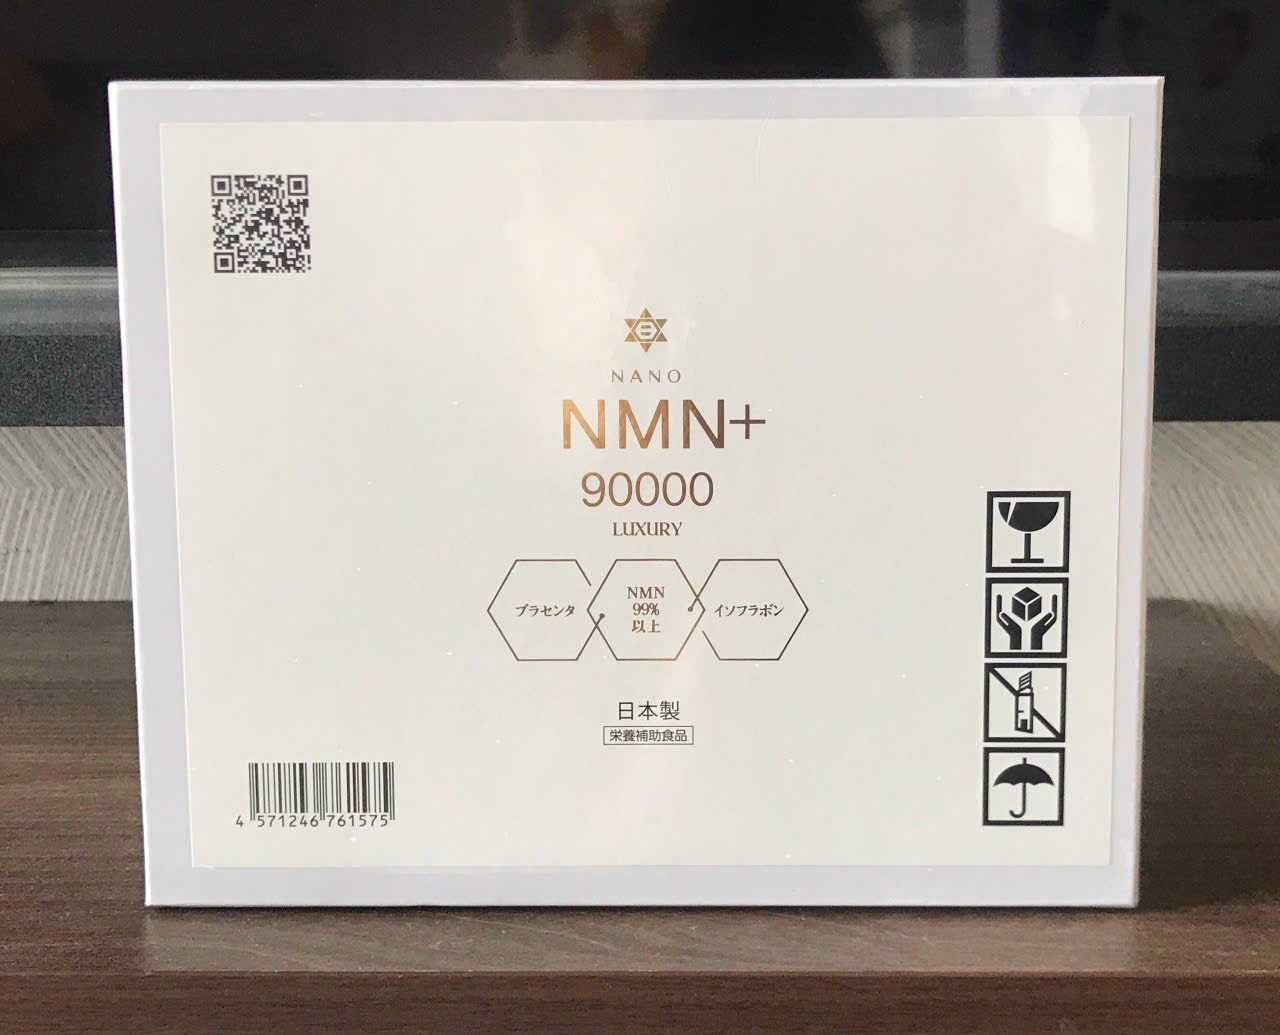 NANO
NMN+
90000
LUXURY
プラセンタ
NMN
99%
以上
イソフラボン
日本製
栄養補助食品
4 571246 761575